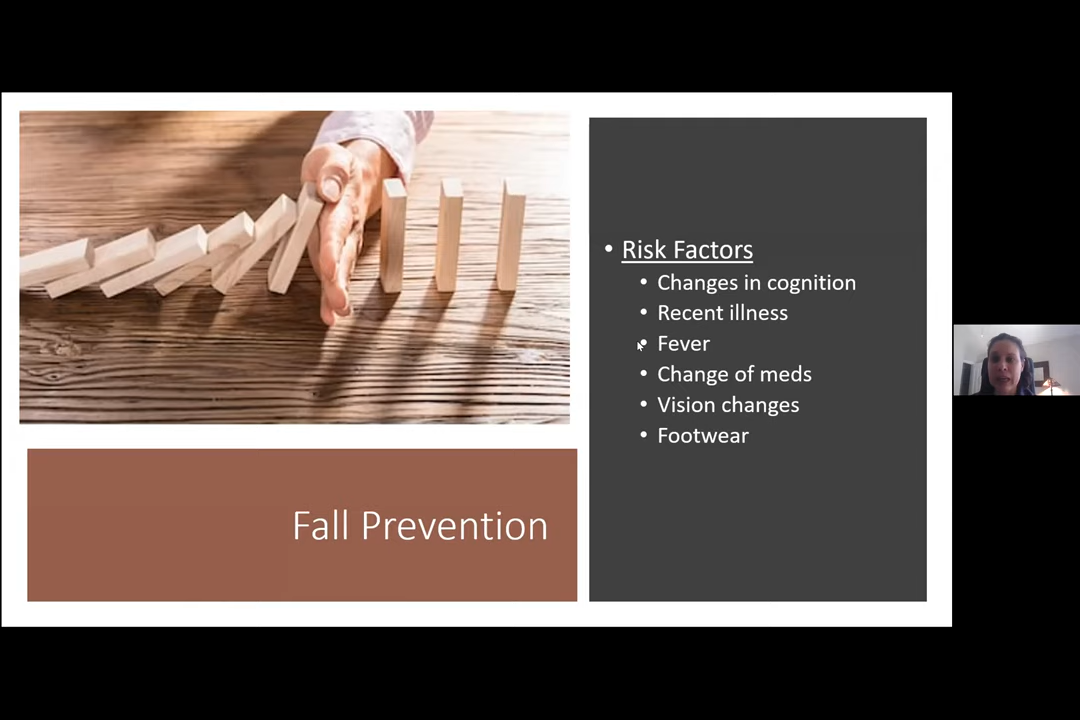 Risk Factors
Changes in cognition
Recent illness
Fever
Change of meds
Vision changes
Footwear
Fall Prevention